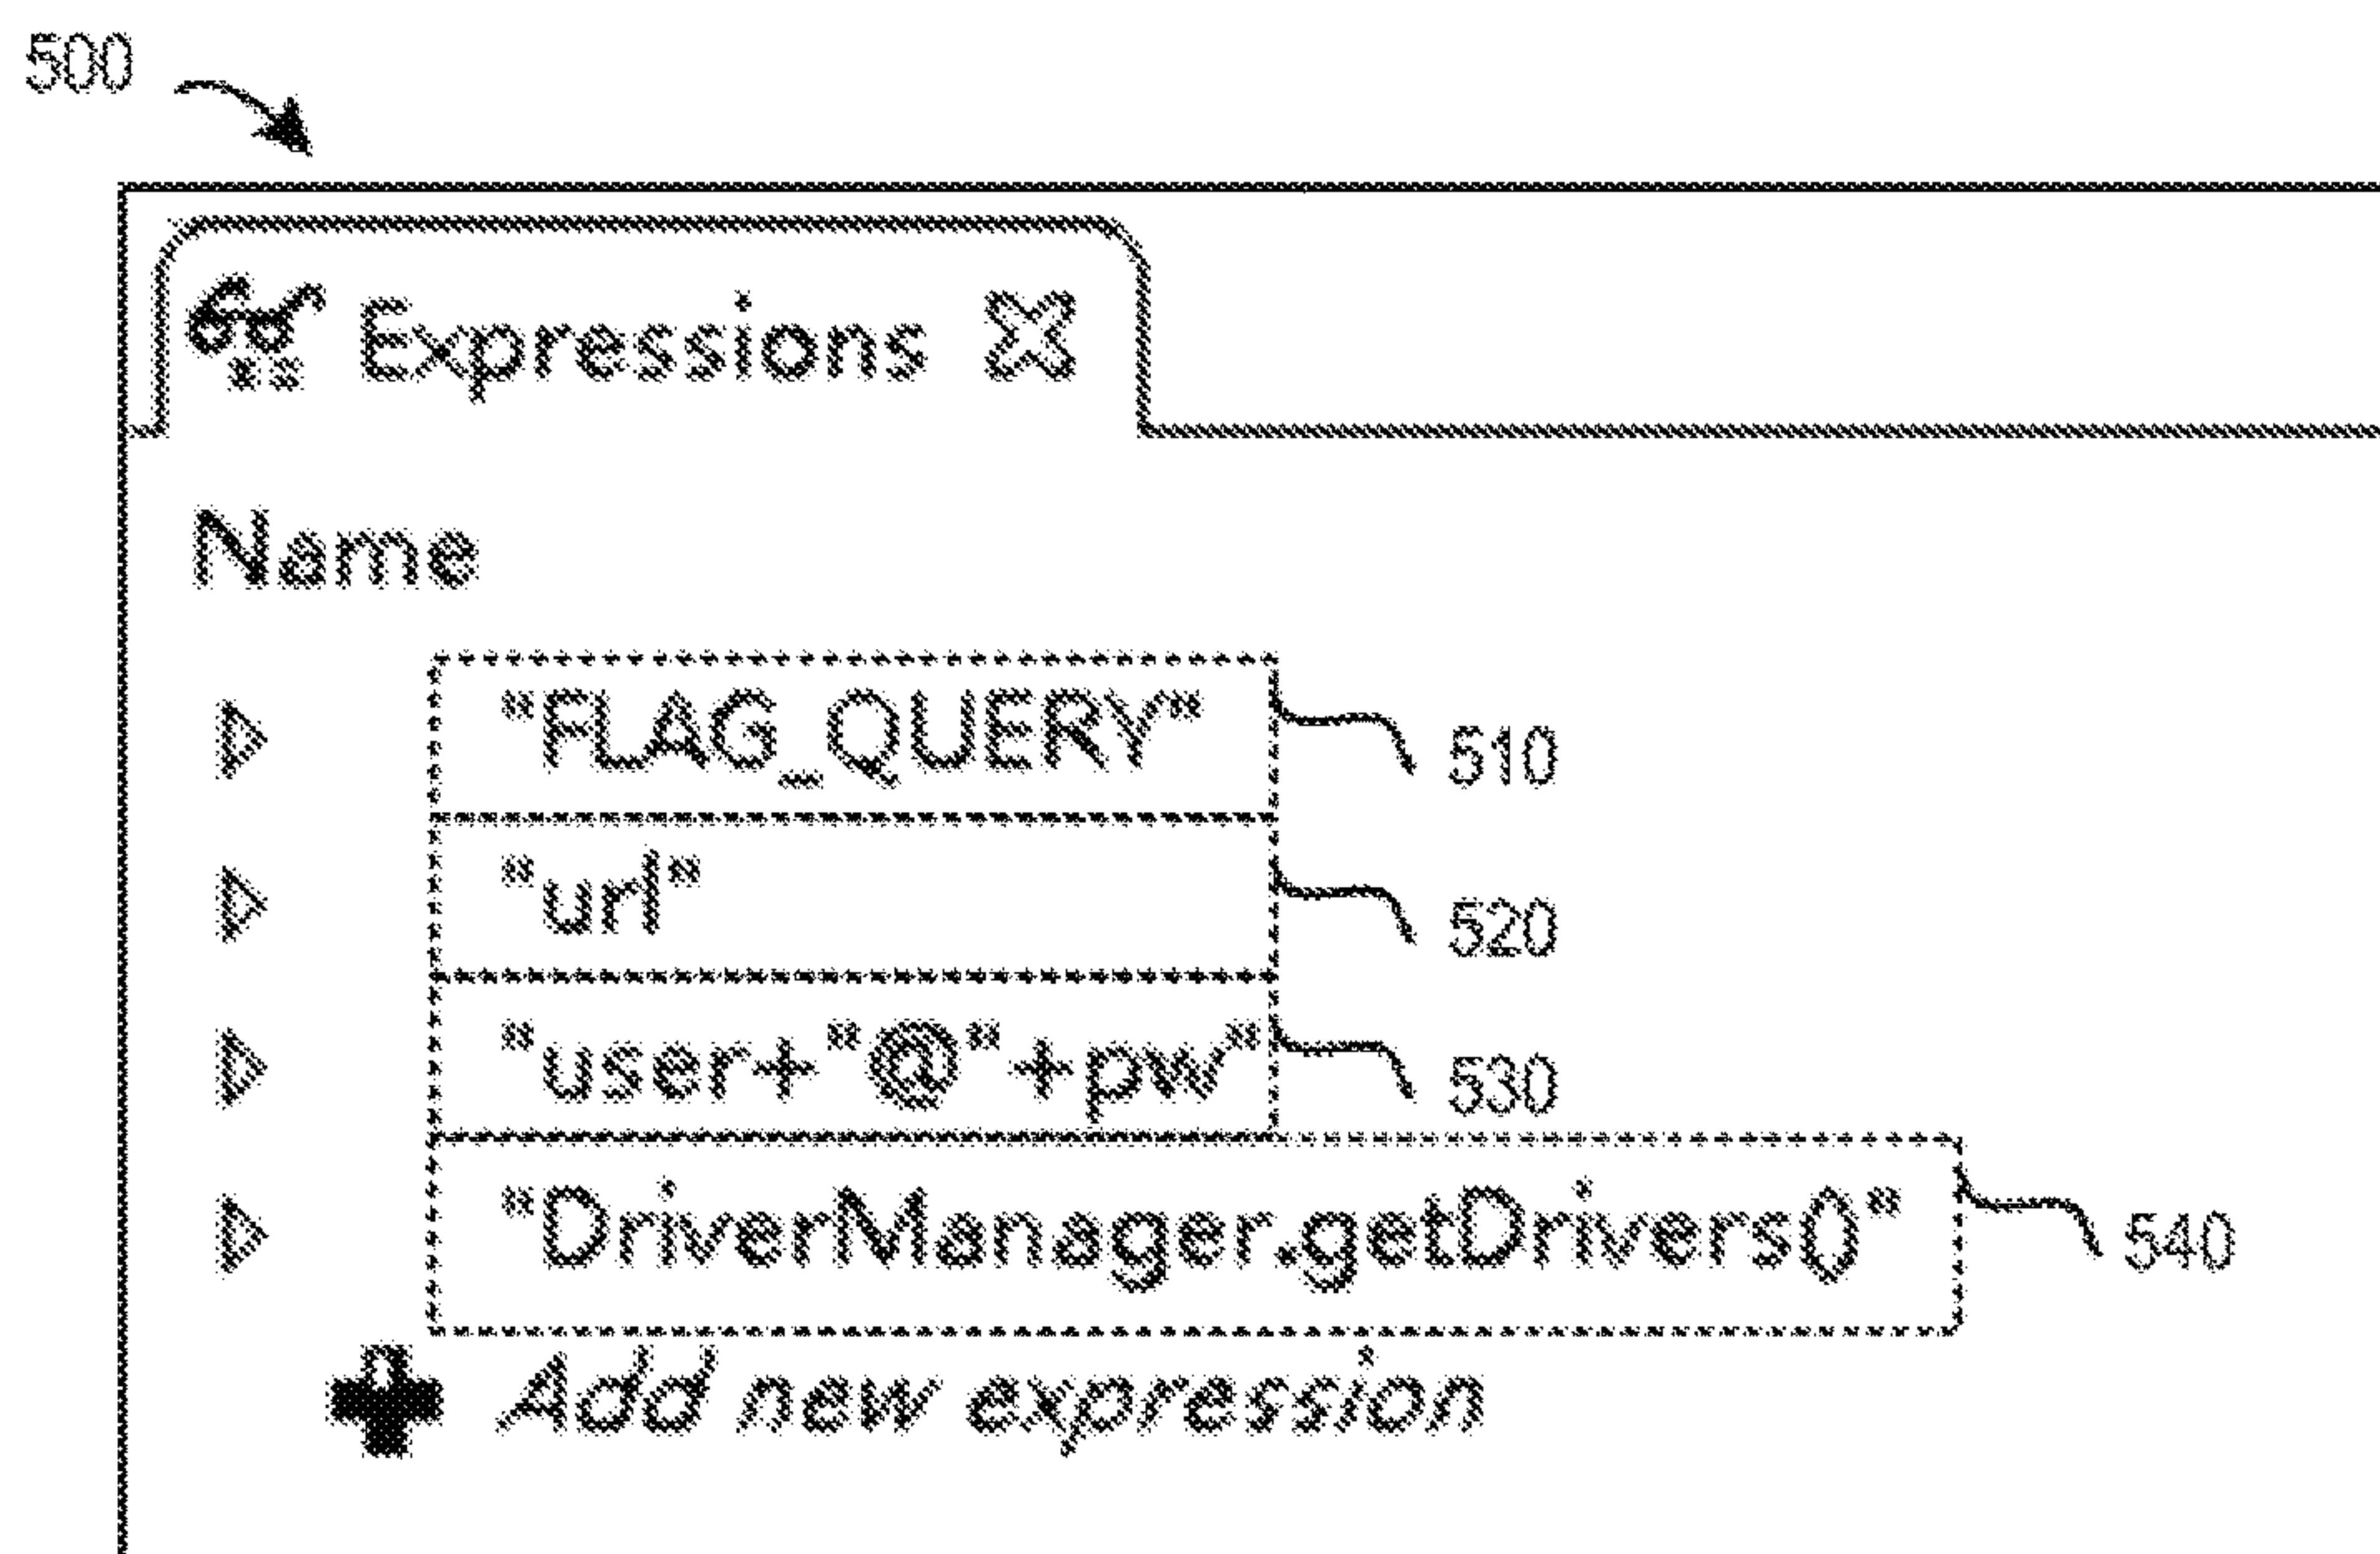 500
Expressions
Name
"FLAG_QUERY" 510
"url" 520
"user+"@"+pw" 530
"DriverManager.getDrivers()" 540
Add new expression